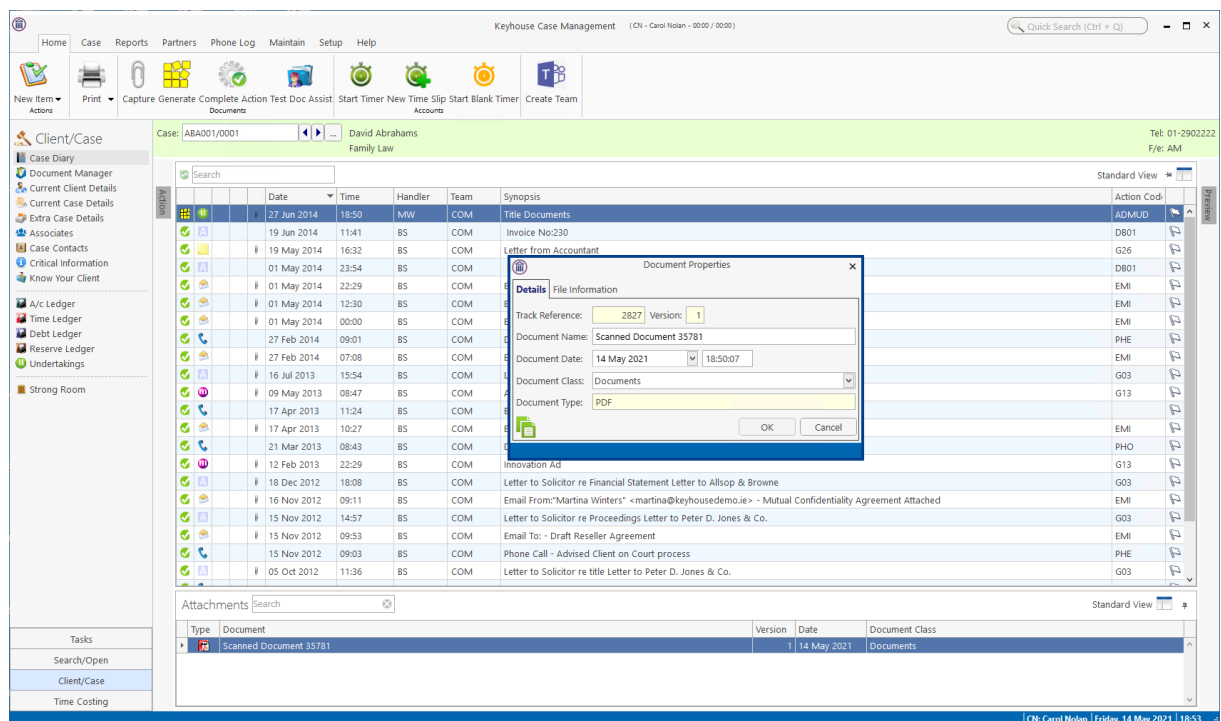 Keyhouse Case Management (CN - Carol Nolan - 00:00 / 00:00)
Quick Search (Ctrl + Q)
Home Case Reports Partners Phone Log Maintain Setup Help
New Item Print Capture Generate Complete Action Test Doc Assist Start Timer New Time Slip Start Blank Timer Create Team
Actions Documents Accounts
Client/Case
Case Diary
Document Manager
Current Client Details
Current Case Details
Extra Case Details
Associates
Case Contacts
Critical Information
Know Your Client
A/c Ledger
Time Ledger
Debt Ledger
Reserve Ledger
Undertakings
Strong Room
Tasks
Search/Open
Client/Case
Time Costing
Case: ABA001/0001 ... David Abrahams Tel: 01-2902222
Family Law F/e: AM
Action
Search Standard View
Preview
Date Time Handler Team Synopsis Action Cod
27 Jun 2014 18:50 MW COM Title Documents ADMUD
19 Jun 2014 11:41 BS COM Invoice No:230 DB01
19 May 2014 16:32 BS COM Letter from Accountant G26
01 May 2014 23:54 BS COM DB01
01 May 2014 22:29 BS COM EMI
01 May 2014 12:30 BS COM EMI
01 May 2014 00:00 BS COM EMI
27 Feb 2014 09:01 BS COM PHE
27 Feb 2014 07:08 BS COM EMI
16 Jul 2013 15:54 BS COM G03
09 May 2013 08:47 BS COM G13
17 Apr 2013 11:24 BS COM
17 Apr 2013 10:27 BS COM EMI
21 Mar 2013 08:43 BS COM PHO
12 Feb 2013 22:29 BS COM Innovation Ad G13
18 Dec 2012 18:08 BS COM Letter to Solicitor re Financial Statement Letter to Allsop & Browne G03
16 Nov 2012 09:11 BS COM Email From:"Martina Winters" <martina@keyhousedemo.ie> - Mutual Confidentiality Agreement Attached EMI
15 Nov 2012 14:57 BS COM Letter to Solicitor re Proceedings Letter to Peter D. Jones & Co. G03
15 Nov 2012 09:53 BS COM Email To: - Draft Reseller Agreement EMI
15 Nov 2012 09:03 BS COM Phone Call - Advised Client on Court process PHE
05 Oct 2012 11:36 BS COM Letter to Solicitor re title Letter to Peter D. Jones & Co. G03
Document Properties
Details File Information
Track Reference: 2827 Version: 1
Document Name: Scanned Document 35781
Document Date: 14 May 2021 18:50:07
Document Class: Documents
Document Type: PDF
OK Cancel
Attachments Search Standard View
Type Document Version Date Document Class
Scanned Document 35781 1 14 May 2021 Documents
CN: Carol Nolan Friday, 14 May 2021 18:53